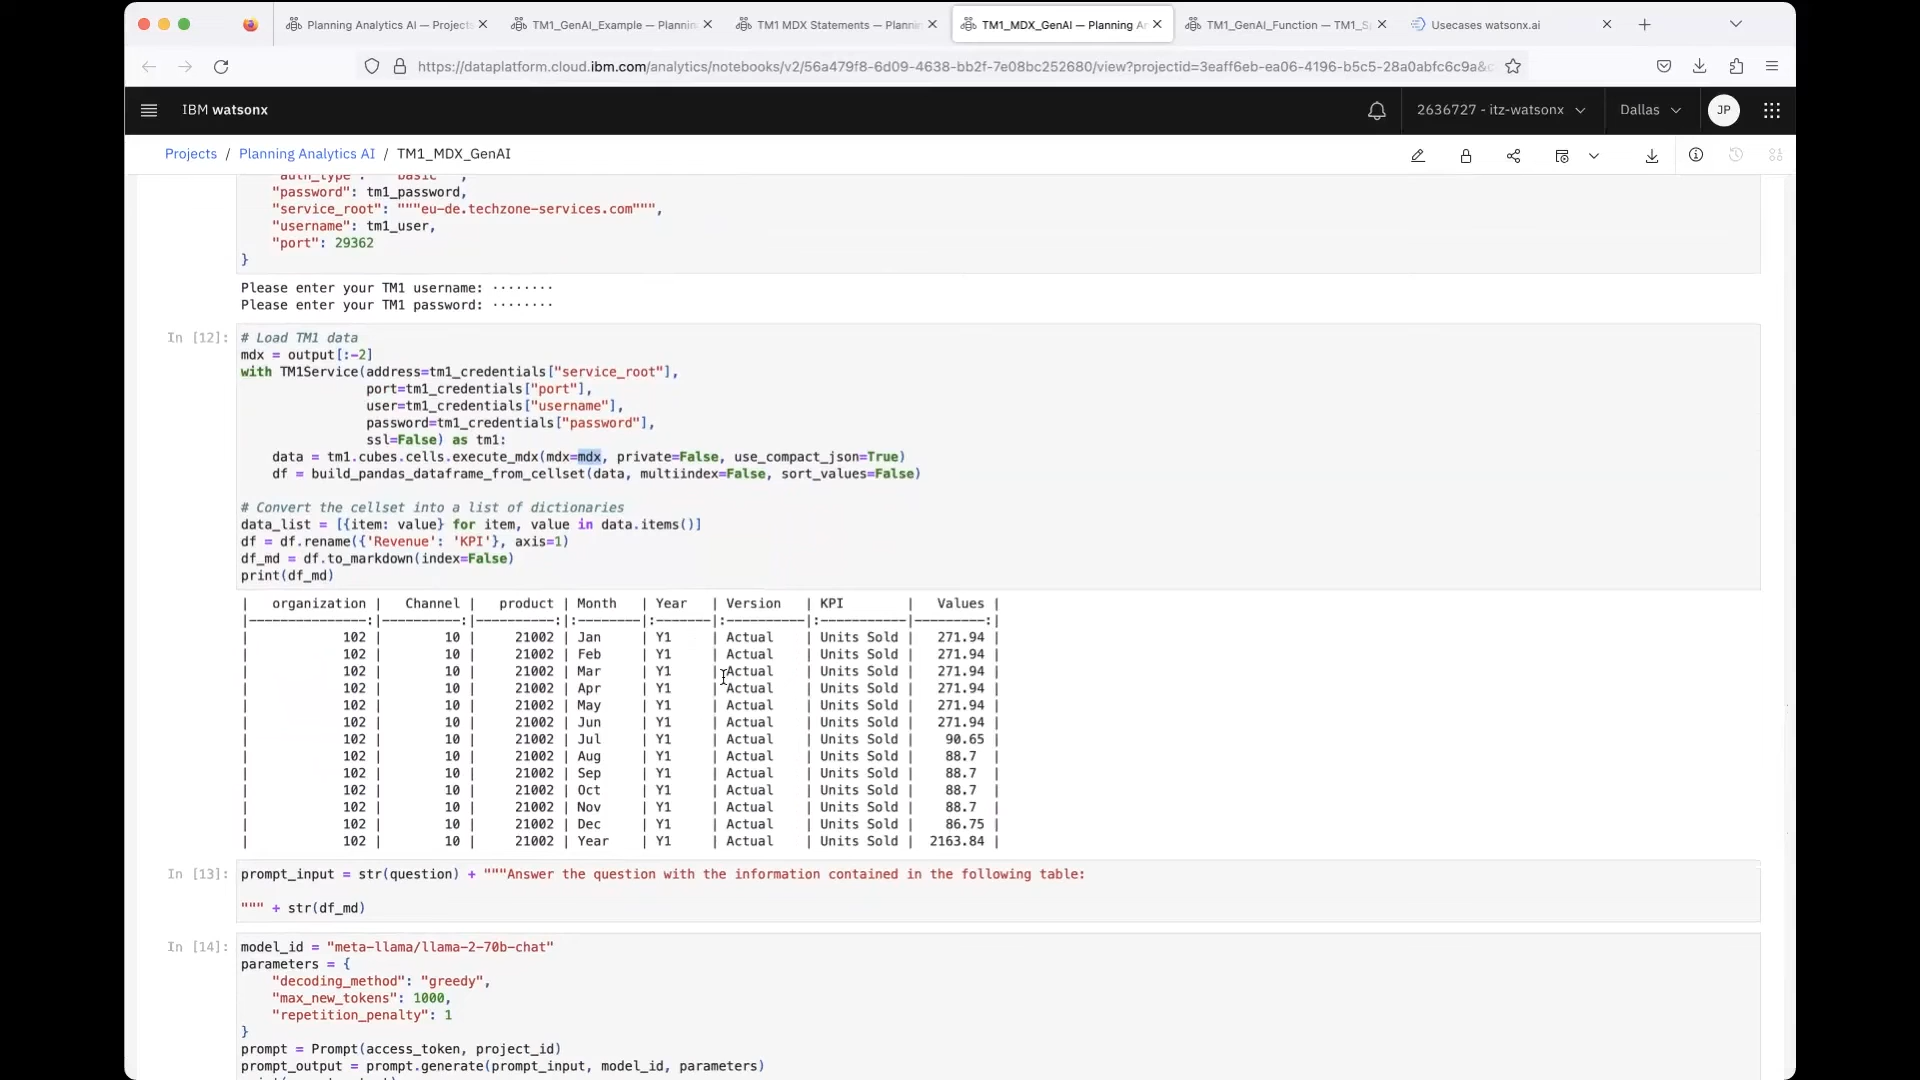 Planning Analytics AI — Projects
TM1_GenAI_Example — Plannin
TM1 MDX Statements — Plannin
TM1_MDX_GenAI — Planning Ar
TM1_GenAI_Function — TM1_S
Usecases watsonx.ai
https://dataplatform.cloud.ibm.com/analytics/notebooks/v2/56a479f8-6d09-4638-bb2f-7e08bc252680/view?projectid=3eaff6eb-ea06-4196-b5c5-28a0abfc6c9a&c
IBM watsonx
2636727 - itz-watsonx
Dallas
JP
Projects / Planning Analytics AI / TM1_MDX_GenAI
"auth_type": """basic""",
"password": tm1_password,
"service_root": """eu-de.techzone-services.com""",
"username": tm1_user,
"port": 29362
}
Please enter your TM1 username: ········
Please enter your TM1 password: ········
In [12]:
# Load TM1 data
mdx = output[:-2]
with TM1Service(address=tm1_credentials["service_root"],
port=tm1_credentials["port"],
user=tm1_credentials["username"],
password=tm1_credentials["password"],
ssl=False) as tm1:
data = tm1.cubes.cells.execute_mdx(mdx=mdx, private=False, use_compact_json=True)
df = build_pandas_dataframe_from_cellset(data, multiindex=False, sort_values=False)
# Convert the cellset into a list of dictionaries
data_list = [{item: value} for item, value in data.items()]
df = df.rename({'Revenue': 'KPI'}, axis=1)
df_md = df.to_markdown(index=False)
print(df_md)
| organization | Channel | product | Month | Year | Version | KPI | Values |
|---------------:|----------:|----------:|:--------|:-------|:----------|:-----------|---------:|
| 102 | 10 | 21002 | Jan | Y1 | Actual | Units Sold | 271.94 |
| 102 | 10 | 21002 | Feb | Y1 | Actual | Units Sold | 271.94 |
| 102 | 10 | 21002 | Mar | Y1 | Actual | Units Sold | 271.94 |
| 102 | 10 | 21002 | Apr | Y1 | Actual | Units Sold | 271.94 |
| 102 | 10 | 21002 | May | Y1 | Actual | Units Sold | 271.94 |
| 102 | 10 | 21002 | Jun | Y1 | Actual | Units Sold | 271.94 |
| 102 | 10 | 21002 | Jul | Y1 | Actual | Units Sold | 90.65 |
| 102 | 10 | 21002 | Aug | Y1 | Actual | Units Sold | 88.7 |
| 102 | 10 | 21002 | Sep | Y1 | Actual | Units Sold | 88.7 |
| 102 | 10 | 21002 | Oct | Y1 | Actual | Units Sold | 88.7 |
| 102 | 10 | 21002 | Nov | Y1 | Actual | Units Sold | 88.7 |
| 102 | 10 | 21002 | Dec | Y1 | Actual | Units Sold | 86.75 |
| 102 | 10 | 21002 | Year | Y1 | Actual | Units Sold | 2163.84 |
In [13]:
prompt_input = str(question) + """Answer the question with the information contained in the following table:
""" + str(df_md)
In [14]:
model_id = "meta-llama/llama-2-70b-chat"
parameters = {
"decoding_method": "greedy",
"max_new_tokens": 1000,
"repetition_penalty": 1
}
prompt = Prompt(access_token, project_id)
prompt_output = prompt.generate(prompt_input, model_id, parameters)